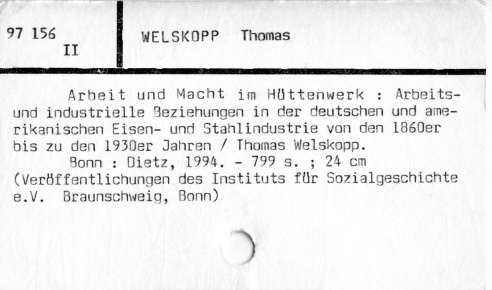 97 156
II
WELSKOPP Thomas
Arbeit und Macht im Hüttenwerk : Arbeits-
und industrielle Beziehungen in der deutschen und ame-
rikanischen Eisen- und Stahlindustrie von den 1860er
bis zu den 1930er Jahren / Thomas Welskopp.
Bonn : Dietz, 1994. - 799 s. ; 24 cm
(Veröffentlichungen des Instituts für Sozialgeschichte
e.V. Braunschweig, Bonn)